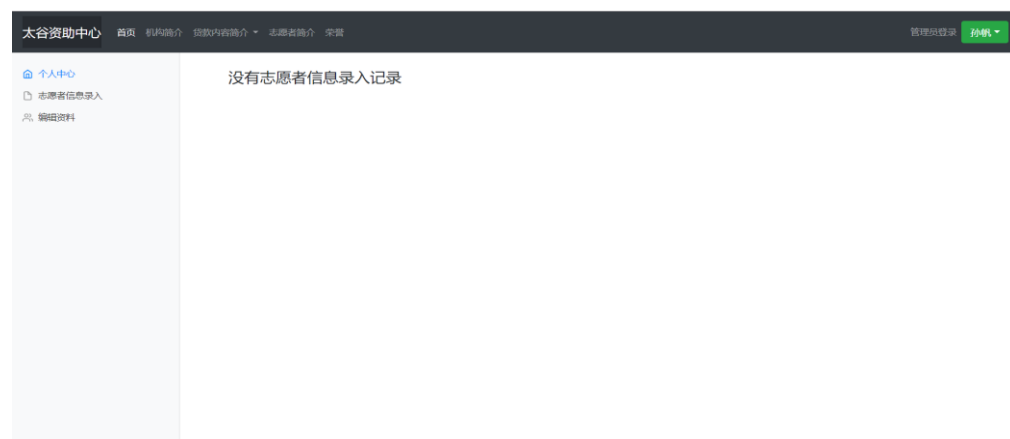 太谷资助中心 首页 机构简介 贷款内容简介 志愿者简介 荣誉 管理员登录 孙帆
个人中心
没有志愿者信息录入记录
志愿者信息录入
编辑资料